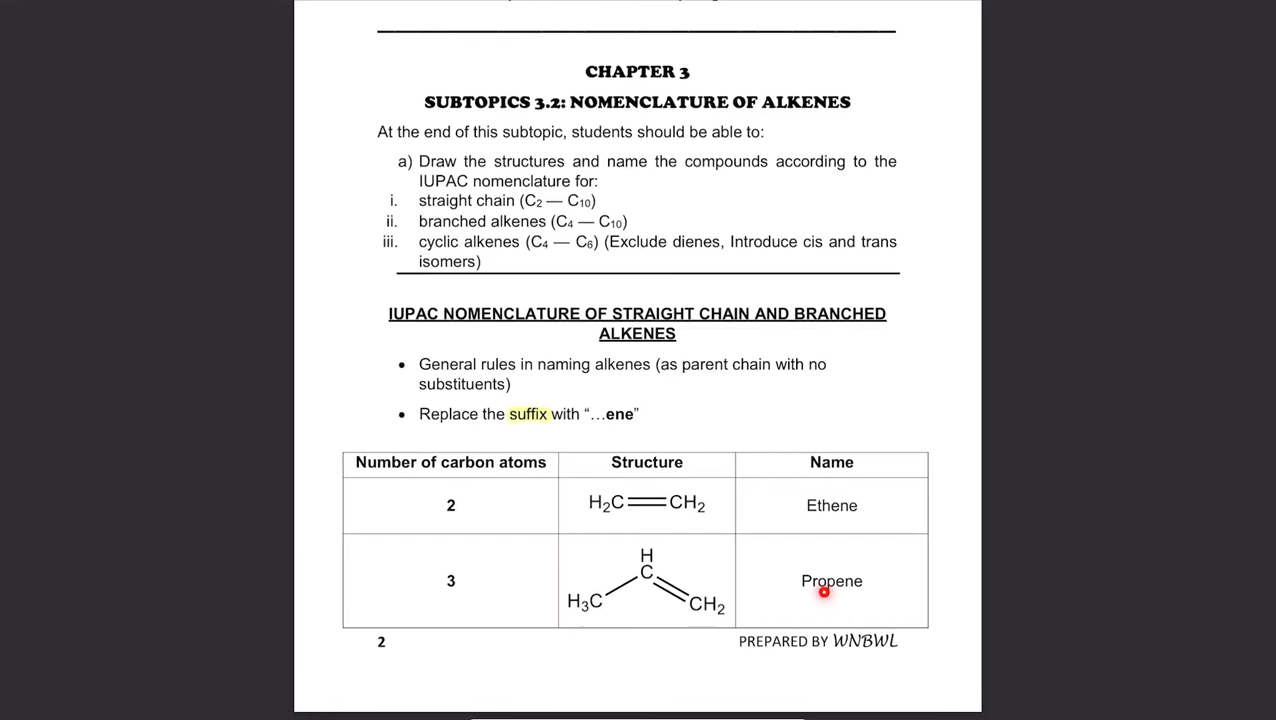 CHAPTER 3
SUBTOPICS 3.2: NOMENCLATURE OF ALKENES
At the end of this subtopic, students should be able to:
a) Draw the structures and name the compounds according to the
IUPAC nomenclature for:
i. straight chain (C2 — C10)
ii. branched alkenes (C4 — C10)
iii. cyclic alkenes (C4 — C6) (Exclude dienes, Introduce cis and trans
isomers)
IUPAC NOMENCLATURE OF STRAIGHT CHAIN AND BRANCHED
ALKENES
• General rules in naming alkenes (as parent chain with no
substituents)
• Replace the suffix with “…ene”
Number of carbon atoms Structure Name
2 H2C CH2 Ethene
H
C
3 Propene
H3C CH2
2 PREPARED BY WNBWL